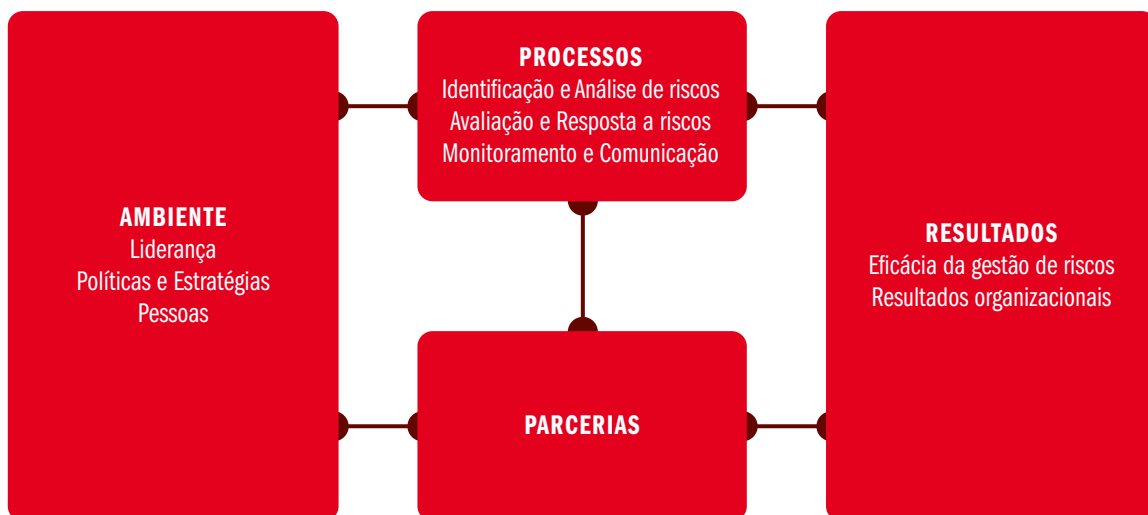 AMBIENTE
Liderança
Políticas e Estratégias
Pessoas
PROCESSOS
Identificação e Análise de riscos
Avaliação e Resposta a riscos
Monitoramento e Comunicação
PARCERIAS
RESULTADOS
Eficácia da gestão de riscos
Resultados organizacionais